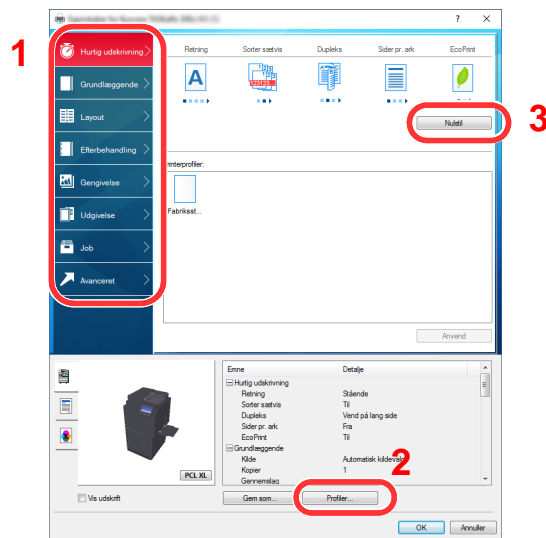 ? ×
1
Hurtig udskrivning
Grundlæggende
Layout
Efterbehandling
Gengivelse
Udgivelse
Job
Avanceret
Retning Sorter sætvis Dupleks Sider pr. ark EcoPrint
A
123123
Nulstil
3
rinterprofiler:
Fabriksst...
Anvend
Emne Detalje
Hurtig udskrivning
Retning Stående
Sorter sætvis Til
Dupleks Vend på lang side
Sider pr. ark Fra
EcoPrint Til
Grundlæggende
Kilde Automatisk kildevalg
Kopier 1
Gennemslag
2
PCL XL
Vis udskrift
Gem som... Profiler...
OK Annuller